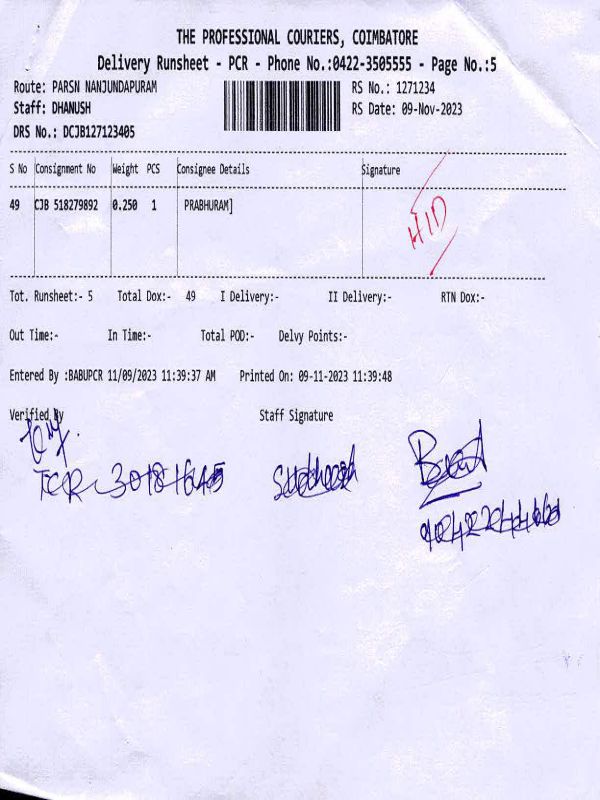 THE PROFESSIONAL COURIERS, COIMBATORE
Delivery Runsheet - PCR - Phone No.:0422-3505555 - Page No.:5
Route: PARSN NANJUNDAPURAM RS No.: 1271234
Staff: DHANUSH RS Date: 09-Nov-2023
DRS No.: DCJB127123405
S No Consignment No Weight PCS Consignee Details Signature
49 CJB 518279892 0.250 1 PRABHURAM]
HID
Tot. Runsheet:- 5 Total Dox:- 49 I Delivery:- II Delivery:- RTN Dox:-
Out Time:- In Time:- Total POD:- Delvy Points:-
Entered By :BABUPCR 11/09/2023 11:39:37 AM Printed On: 09-11-2023 11:39:48
Verified By Staff Signature